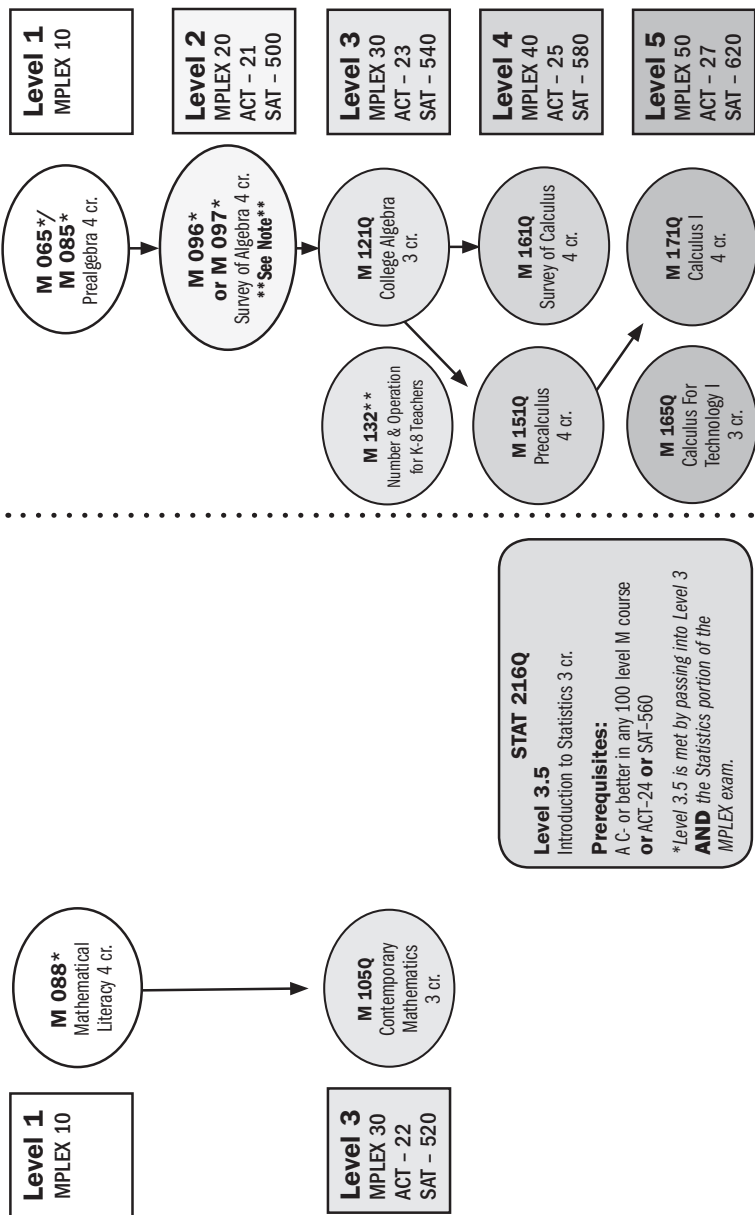 Level 1
MPLEX 10
M 088*
Mathematical
Literacy 4 cr.
Level 3
MPLEX 30
ACT – 22
SAT – 520
M 105Q
Contemporary
Mathematics
3 cr.
STAT 216Q
Level 3.5
Introduction to Statistics 3 cr.
Prerequisites:
A C- or better in any 100 level M course
or ACT–24 or SAT–560
*Level 3.5 is met by passing into Level 3
AND the Statistics portion of the
MPLEX exam.
M 065*/
M 085*
Prealgebra 4 cr.
Level 1
MPLEX 10
M 096*
or M 097*
Survey of Algebra 4 cr.
**See Note**
Level 2
MPLEX 20
ACT – 21
SAT – 500
M 132**
Number & Operation
for K-8 Teachers
M 121Q
College Algebra
3 cr.
Level 3
MPLEX 30
ACT – 23
SAT – 540
M 151Q
Precalculus
4 cr.
M 161Q
Survey of Calculus
4 cr.
Level 4
MPLEX 40
ACT – 25
SAT – 580
M 165Q
Calculus For
Technology I
3 cr.
M 171Q
Calculus I
4 cr.
Level 5
MPLEX 50
ACT – 27
SAT – 620